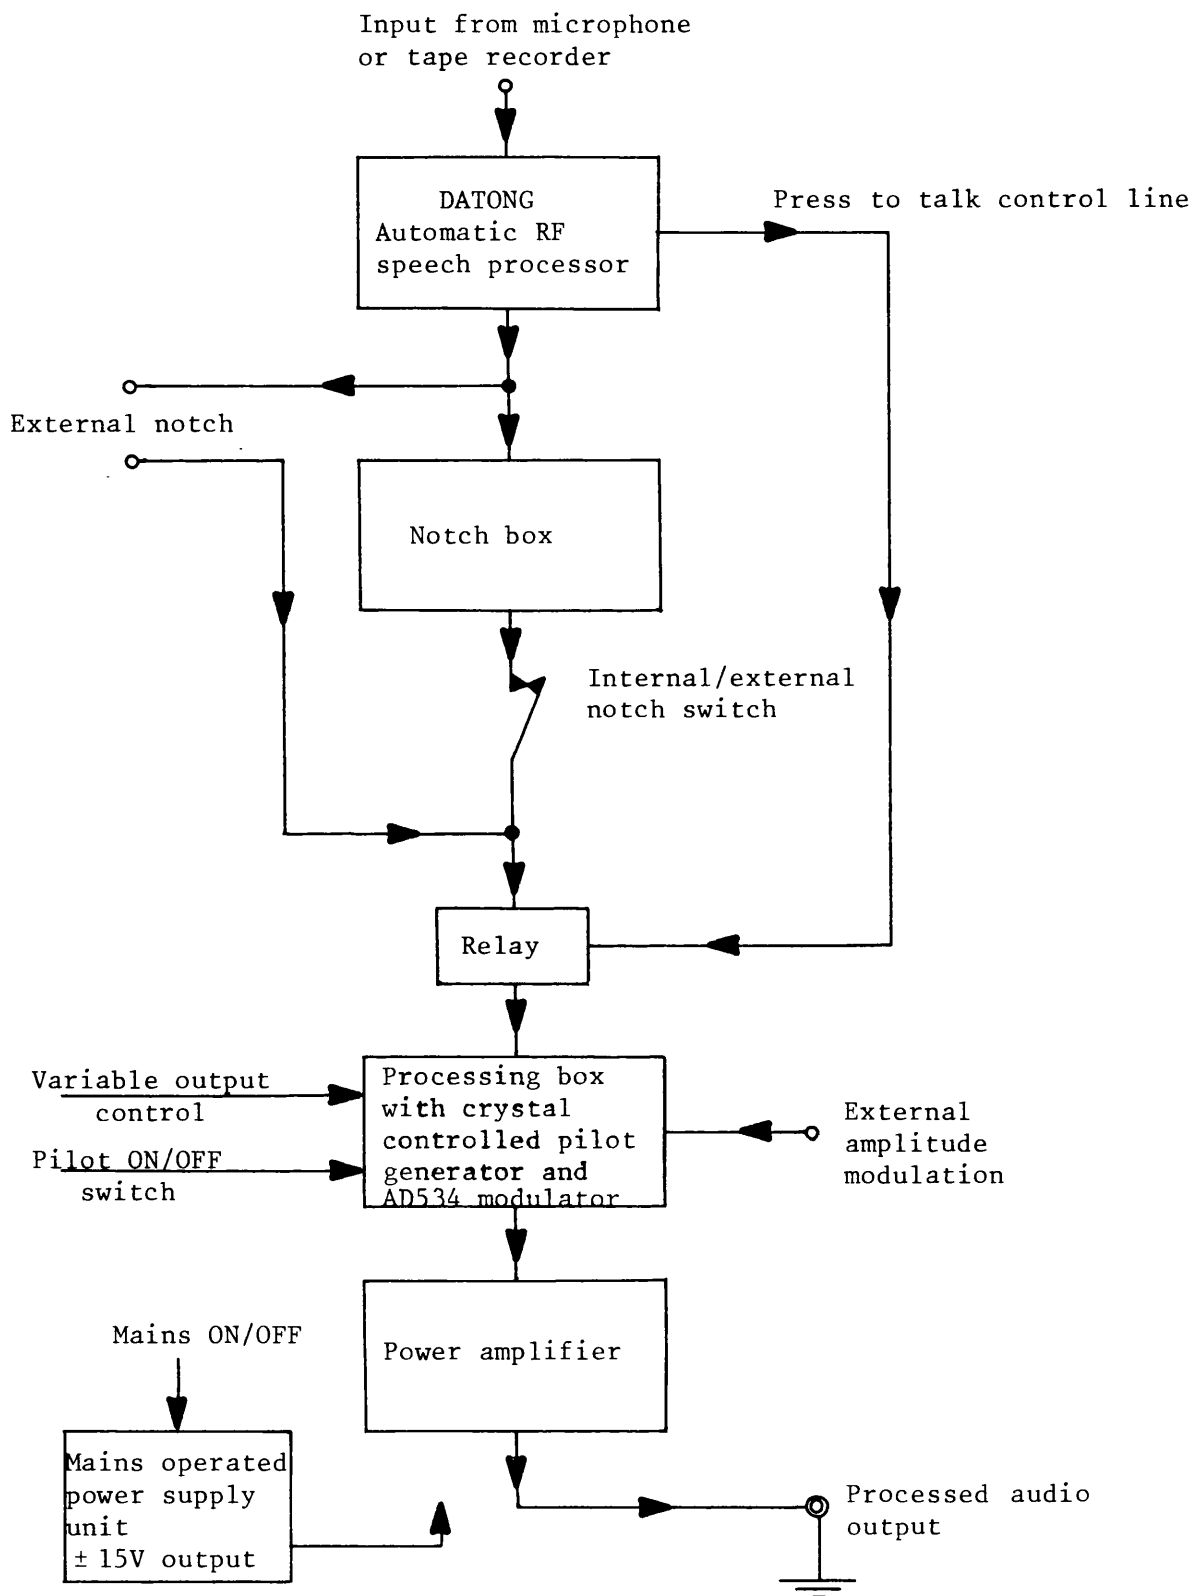 Input from microphone
or tape recorder
DATONG
Automatic RF
speech processor
Press to talk control line
External notch
Notch box
Internal/external
notch switch
Relay
Variable output
control
Pilot ON/OFF
switch
Processing box
with crystal
controlled pilot
generator and
AD534 modulator
External
amplitude
modulation
Power amplifier
Mains ON/OFF
Mains operated
power supply
unit
± 15V output
Processed audio
output